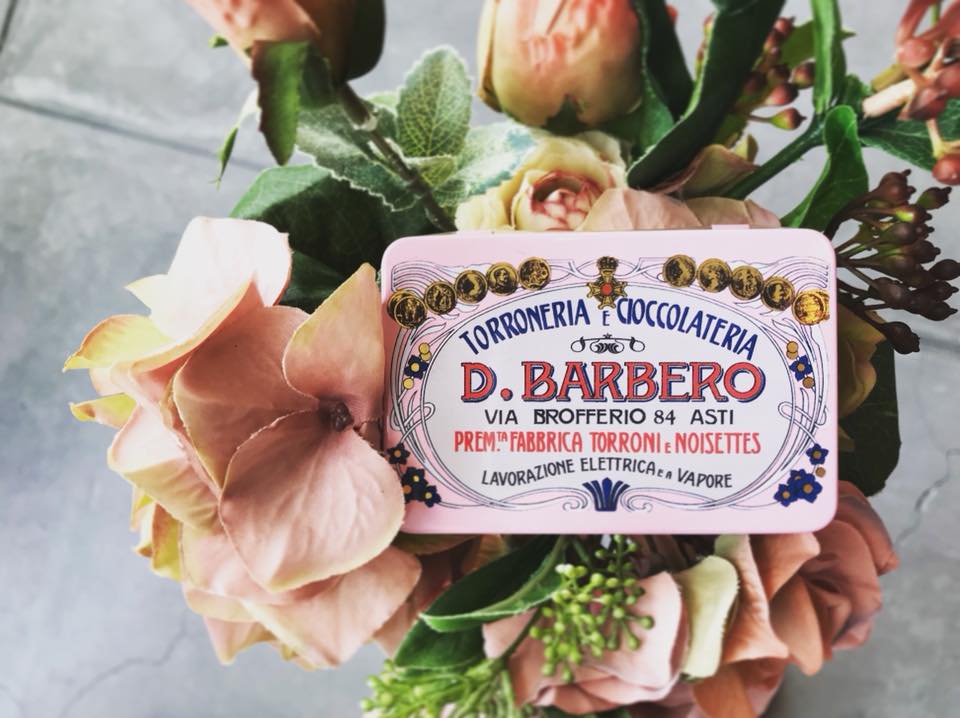 TORRONERIA E CIOCCOLATERIA
D. BARBERO
VIA BROFFERIO 84 ASTI
PREM.TA FABBRICA TORRONI E NOISETTES
LAVORAZIONE ELETTRICA E A VAPORE